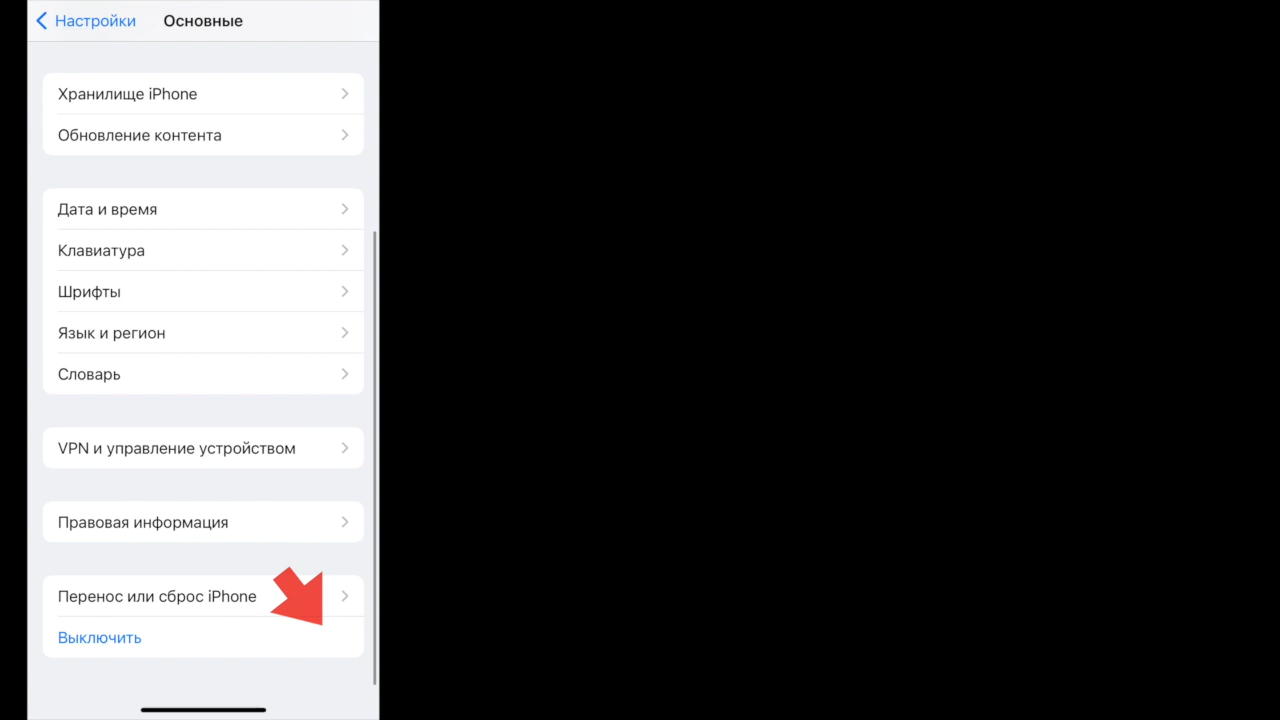 Настройки Основные
Хранилище iPhone
Обновление контента
Дата и время
Клавиатура
Шрифты
Язык и регион
Словарь
VPN и управление устройством
Правовая информация
Перенос или сброс iPhone
Выключить